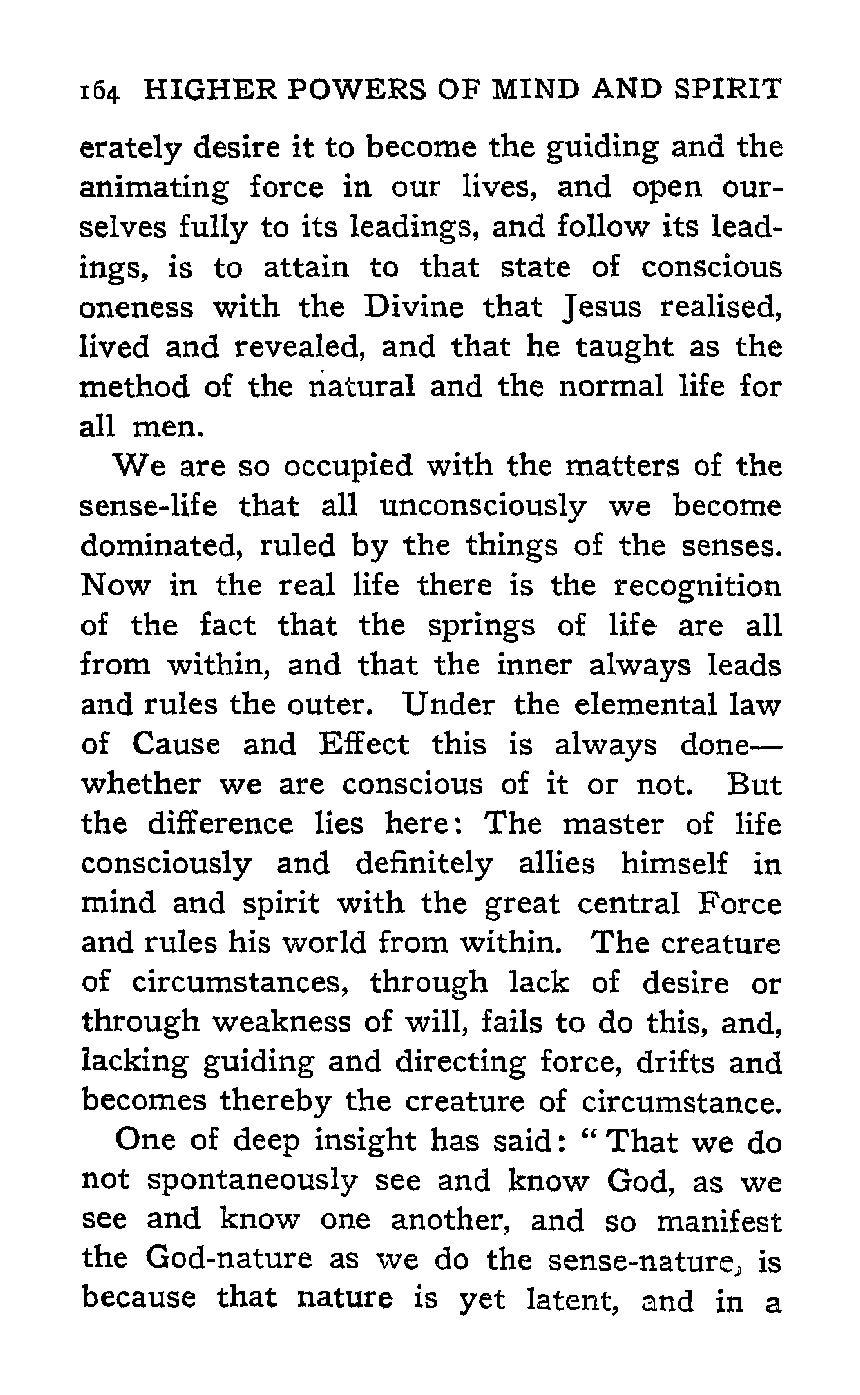 164 HIGHER POWERS OF MIND AND SPIRIT
erately desire it to become the guiding and the
animating force in our lives, and open our-
selves fully to its leadings, and follow its lead-
ings, is to attain to that state of conscious
oneness with the Divine that Jesus realised,
lived and revealed, and that he taught as the
method of the natural and the normal life for
all men.
We are so occupied with the matters of the
sense-life that all unconsciously we become
dominated, ruled by the things of the senses.
Now in the real life there is the recognition
of the fact that the springs of life are all
from within, and that the inner always leads
and rules the outer. Under the elemental law
of Cause and Effect this is always done—
whether we are conscious of it or not. But
the difference lies here: The master of life
consciously and definitely allies himself in
mind and spirit with the great central Force
and rules his world from within. The creature
of circumstances, through lack of desire or
through weakness of will, fails to do this, and,
lacking guiding and directing force, drifts and
becomes thereby the creature of circumstance.
One of deep insight has said: “ That we do
not spontaneously see and know God, as we
see and know one another, and so manifest
the God-nature as we do the sense-nature, is
because that nature is yet latent, and in a